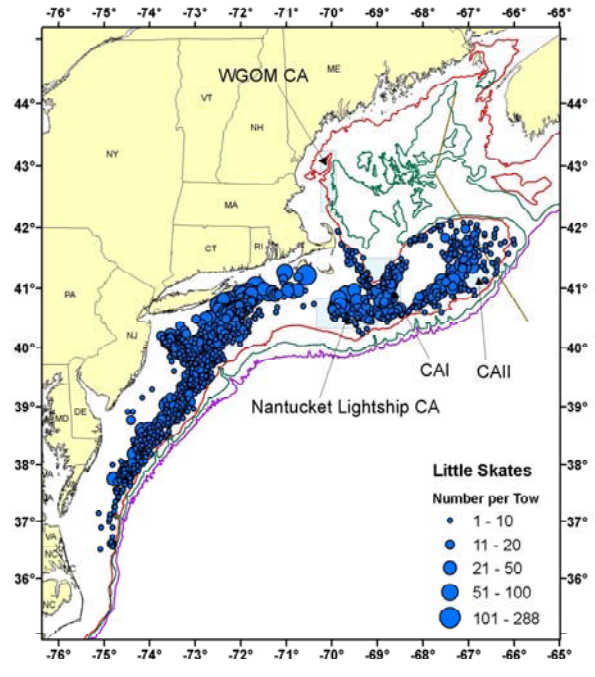 -76° -75° -74° -73° -72° -71° -70° -69° -68° -67° -66° -65°
WGOM CA
ME
VT
NH
NY
MA
CT
RI
PA
NJ
MD
DE
VA
NC
NC
NC
44° 44°
43° 43°
42° 42°
41° 41°
40° 40°
39° 39°
38° 38°
37° 37°
36° 36°
CAI
CAII
Nantucket Lightship CA
Little Skates
Number per Tow
1 - 10
11 - 20
21 - 50
51 - 100
101 - 288
-76° -75° -74° -73° -72° -71° -70° -69° -68° -67° -66° -65°